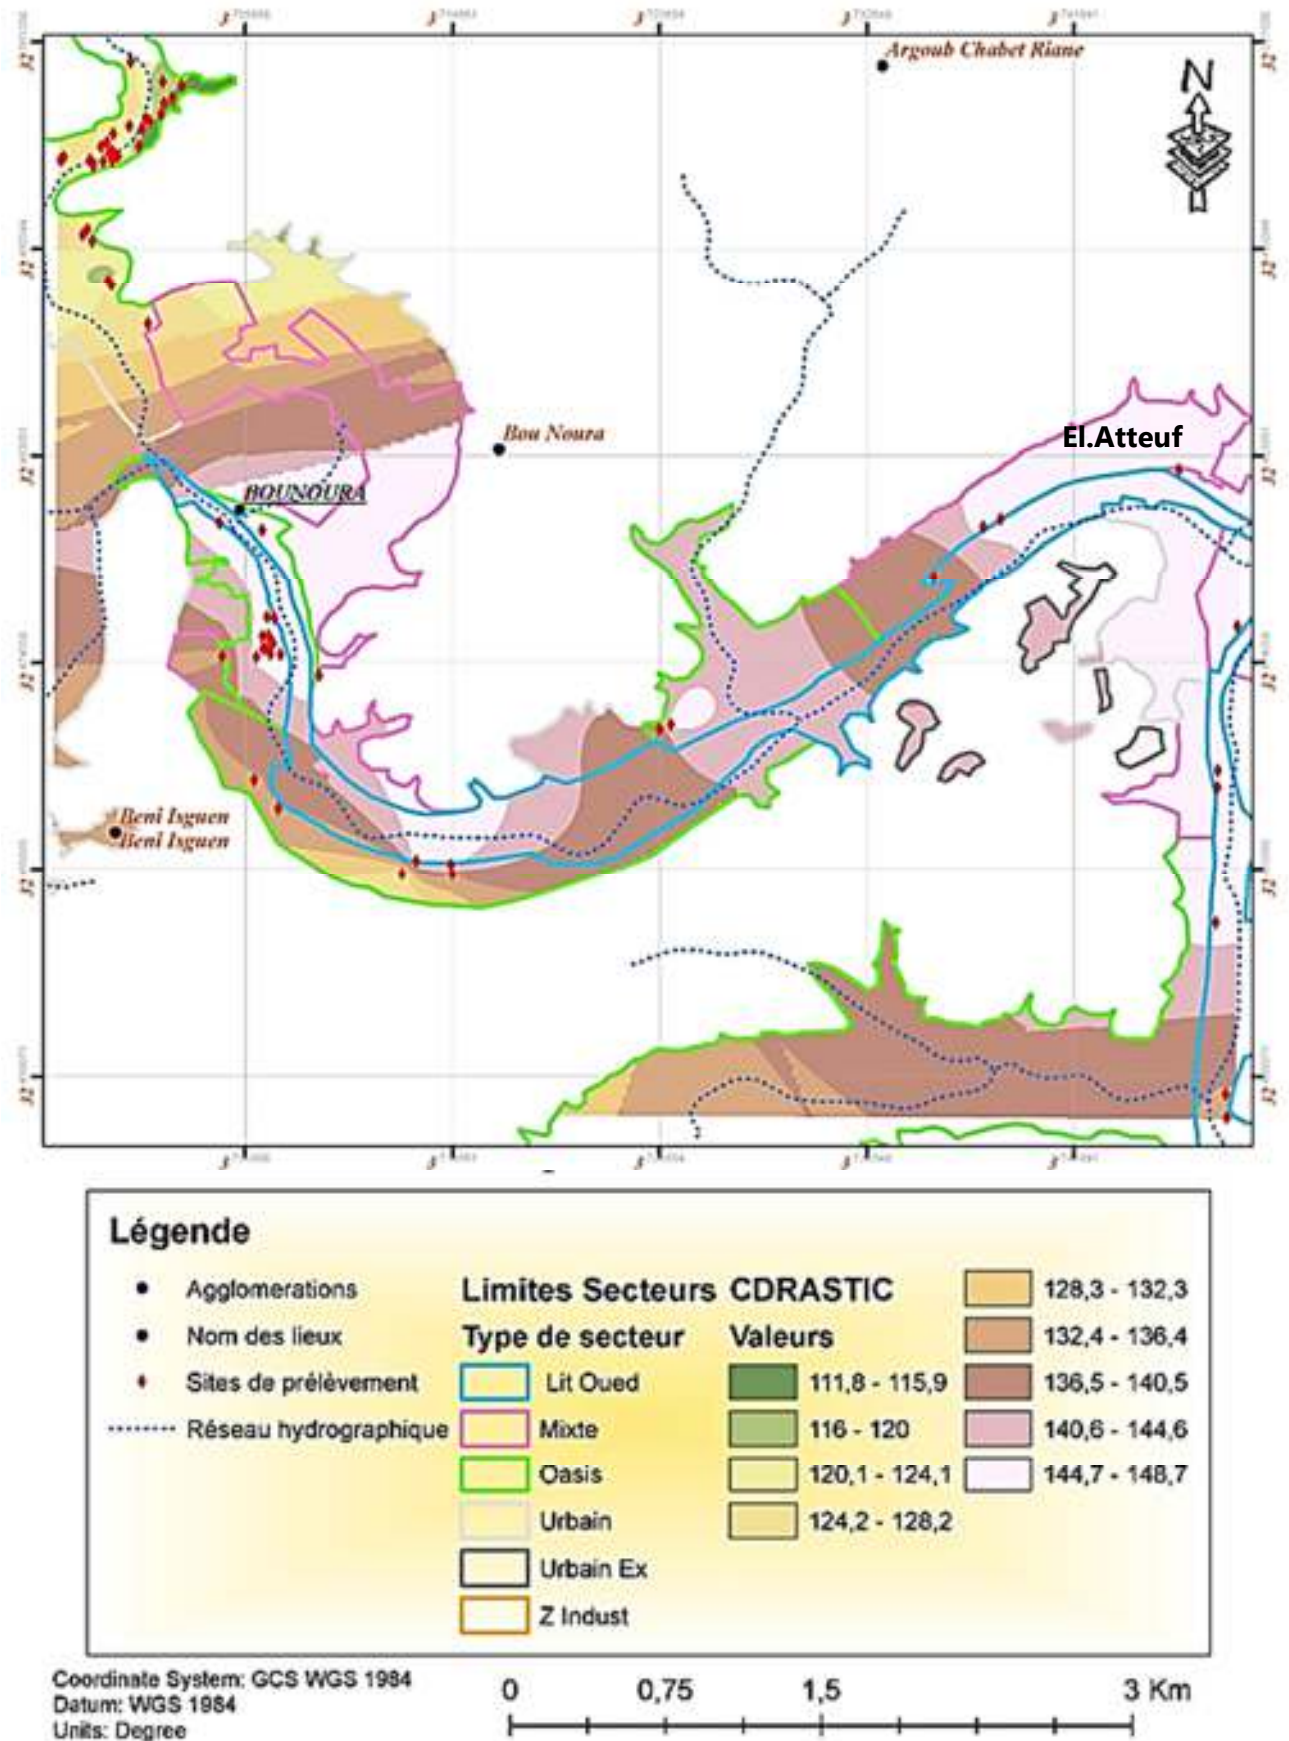 Argoub Chabet Riane
N
El.Atteuf
Bou Noura
BOUNOURA
Beni Isguen
Beni Isguen
Légende
Agglomerations
Nom des lieux
Sites de prélèvement
Réseau hydrographique
Limites Secteurs
Type de secteur
Lit Oued
Mixte
Oasis
Urbain
Urbain Ex
Z Indust
CDRASTIC
Valeurs
111,8 - 115,9
116 - 120
120,1 - 124,1
124,2 - 128,2
128,3 - 132,3
132,4 - 136,4
136,5 - 140,5
140,6 - 144,6
144,7 - 148,7
Coordinate System: GCS WGS 1984
Datum: WGS 1984
Units: Degree
0 0,75 1,5 3 Km